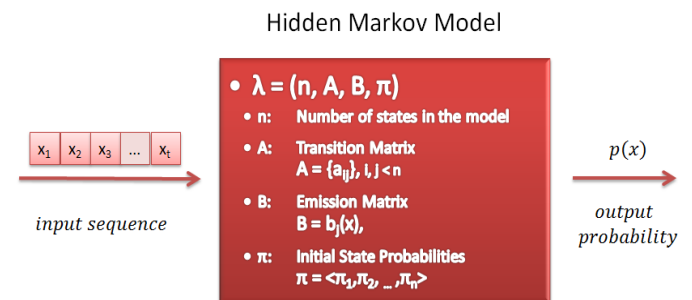 Hidden Markov Model
• λ = (n, A, B, π)
• n: Number of states in the model
• A: Transition Matrix
A = {aᵢⱼ}, i, j < n
• B: Emission Matrix
B = bⱼ(x),
• π: Initial State Probabilities
π = <π₁,π₂, ... ,πₙ>
x₁ x₂ x₃ ... xₜ
input sequence
p(x)
output
probability